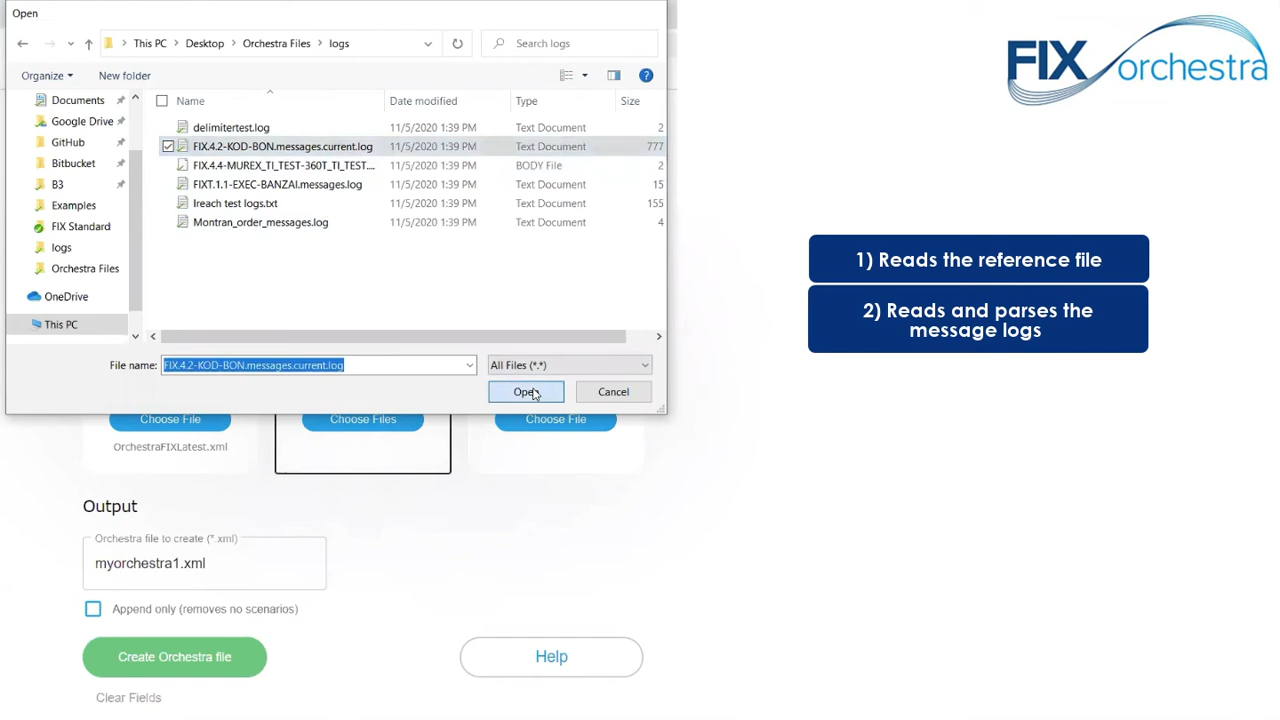 Open
This PC > Desktop > Orchestra Files > logs
Search logs
Organize
New folder
Documents
Google Drive
GitHub
Bitbucket
B3
Examples
FIX Standard
logs
Orchestra Files
OneDrive
This PC
Name Date modified Type Size
delimitertest.log 11/5/2020 1:39 PM Text Document 2
FIX.4.2-KOD-BON.messages.current.log 11/5/2020 1:39 PM Text Document 777
FIX.4.4-MUREX_TI_TEST-360T_TI_TEST.... 11/5/2020 1:39 PM BODY File 2
FIXT.1.1-EXEC-BANZAI.messages.log 11/5/2020 1:39 PM Text Document 15
Ireach test logs.txt 11/5/2020 1:39 PM Text Document 155
Montran_order_messages.log 11/5/2020 1:39 PM Text Document 4
File name: FIX.4.2-KOD-BON.messages.current.log
All Files (*.*)
Open
Cancel
Choose File
Choose Files
Choose File
OrchestraFIXLatest.xml
Output
Orchestra file to create (*.xml)
myorchestra1.xml
Append only (removes no scenarios)
Create Orchestra file
Help
Clear Fields
FIX orchestra
1) Reads the reference file
2) Reads and parses the
message logs